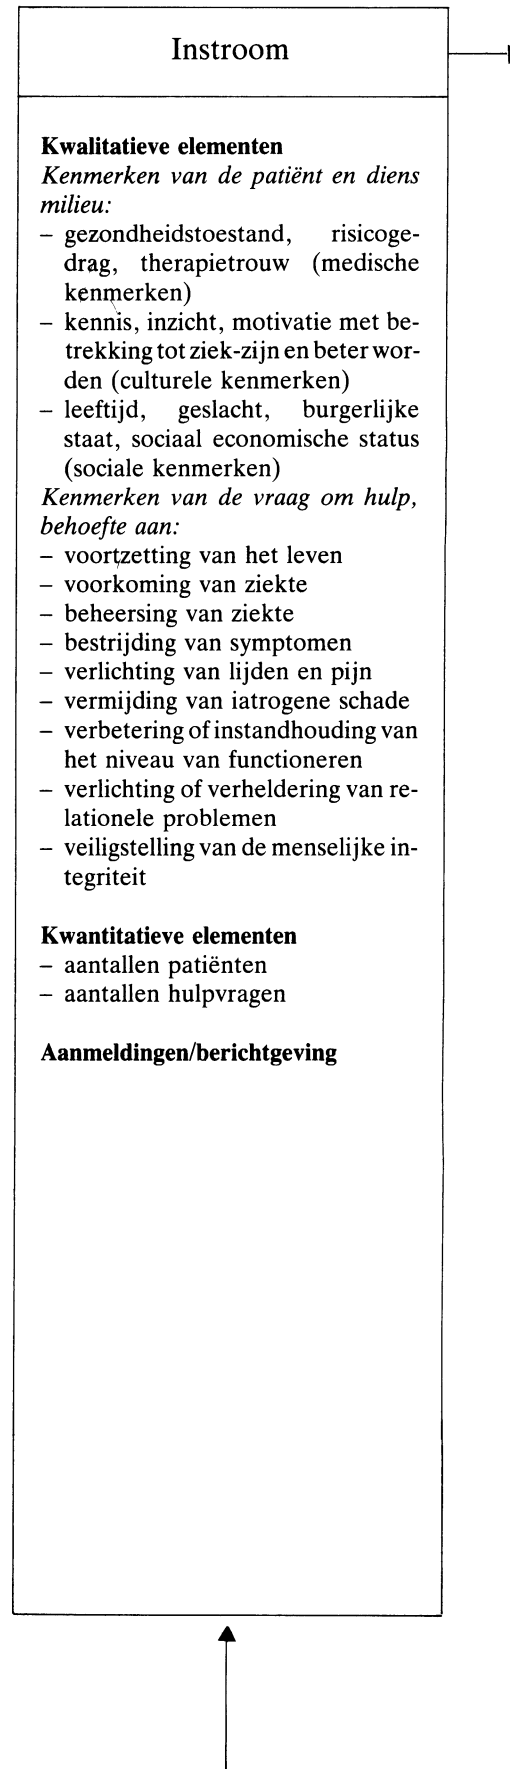 Instroom
Kwalitatieve elementen
Kenmerken van de patiënt en diens
milieu:
– gezondheidstoestand, risicoge-
drag, therapietrouw (medische
kenmerken)
– kennis, inzicht, motivatie met be-
trekking tot ziek-zijn en beter wor-
den (culturele kenmerken)
– leeftijd, geslacht, burgerlijke
staat, sociaal economische status
(sociale kenmerken)
Kenmerken van de vraag om hulp,
behoefte aan:
– voortzetting van het leven
– voorkoming van ziekte
– beheersing van ziekte
– bestrijding van symptomen
– verlichting van lijden en pijn
– vermijding van iatrogene schade
– verbetering of instandhouding van
het niveau van functioneren
– verlichting of verheldering van re-
lationele problemen
– veiligstelling van de menselijke in-
tegriteit
Kwantitatieve elementen
– aantallen patiënten
– aantallen hulpvragen
Aanmeldingen/berichtgeving